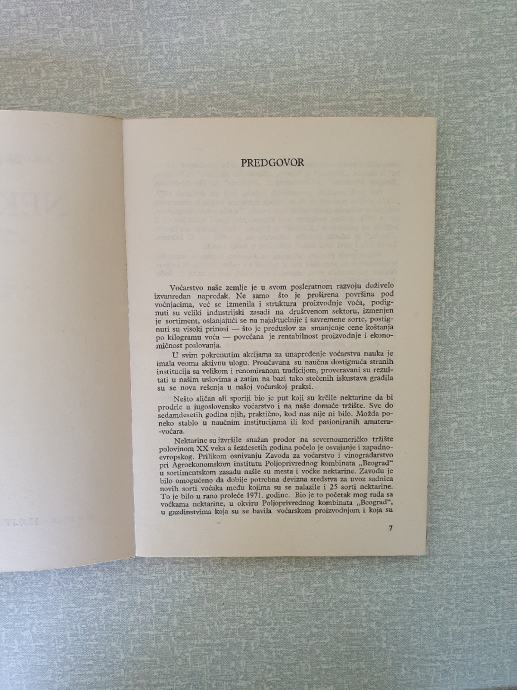 PREDGOVOR
Voćarstvo naše zemlje je u svom posleratnom razvoju doživelo
izvanredan napredak. Ne samo što je proširena površina pod
voćnjacima, već se izmenila i struktura proizvodnje voća, podig-
nuti su veliki industrijski zasadi na društvenom sektoru, izmenjen
je sortiment, oslanjajući se na najaktuelnije i savremene sorte, postig-
nuti su visoki prinosi — što je preduslov za smanjenje cene koštanja
po kilogramu voća — povećana je rentabilnost proizvodnje i ekono-
mičnost poslovanja.
U svim pokrenutim akcijama za unapređenje voćarstva nauka je
imala veoma aktivnu ulogu. Proučavana su naučna dostignuća stranih
institucija sa velikom i renomiranom tradicijom, proveravani su rezul-
tati u našim uslovima a zatim na bazi tako stečenih iskustava gradila
su se nova rešenja u našoj voćarskoj praksi.
Nešto sličan ali sporiji bio je put koji su krčile nektarine da bi
prodrle u jugoslovensko voćarstvo i na naše domaće tržište. Sve do
sedamdesetih godina njih, praktično, kod nas nije ni bilo. Možda po-
neko stablo u naučnim institucijama ili kod pasioniranih amatera-
-voćara.
Nektarine su izvršile snažan prodor na severnoameričko tržište
polovinom XX veka a šezdesetih godina počelo je osvajanje i zapadno-
evropskog. Prilikom osnivanju Zavoda za voćarstvo i vinogradarstvo
pri Agroekonomskom institutu Poljoprivrednog kombinata „Beograd”
u sortimentskom zasadu našle su mesta i voćke nektarine. Zavodu je
bilo omogućeno da dobije potrebna devizna sredstva za uvoz sadnica
novih sorti voćaka među kojima su se nalazile i 25 sorti nektarine.
To je bilo u rano proleće 1971. godine. Bio je to početak mog rada sa
voćkama nektarine, u okviru Poljoprivrednog kombinata „Beograd”,
u gazdinstvima koja su se bavila voćarskom proizvodnjom i koja su
7